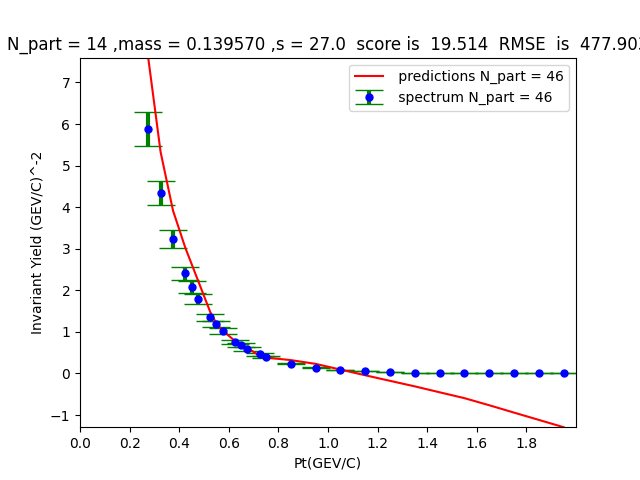 N_part = 14 ,mass = 0.139570 ,s = 27.0 score is 19.514 RMSE is
predictions N_part = 46
spectrum N_part = 46
Invariant Yield (GEV/C)^-2
7
6
5
4
3
2
1
0
−1
0.0 0.2 0.4 0.6 0.8 1.0 1.2 1.4 1.6 1.8
Pt(GEV/C)